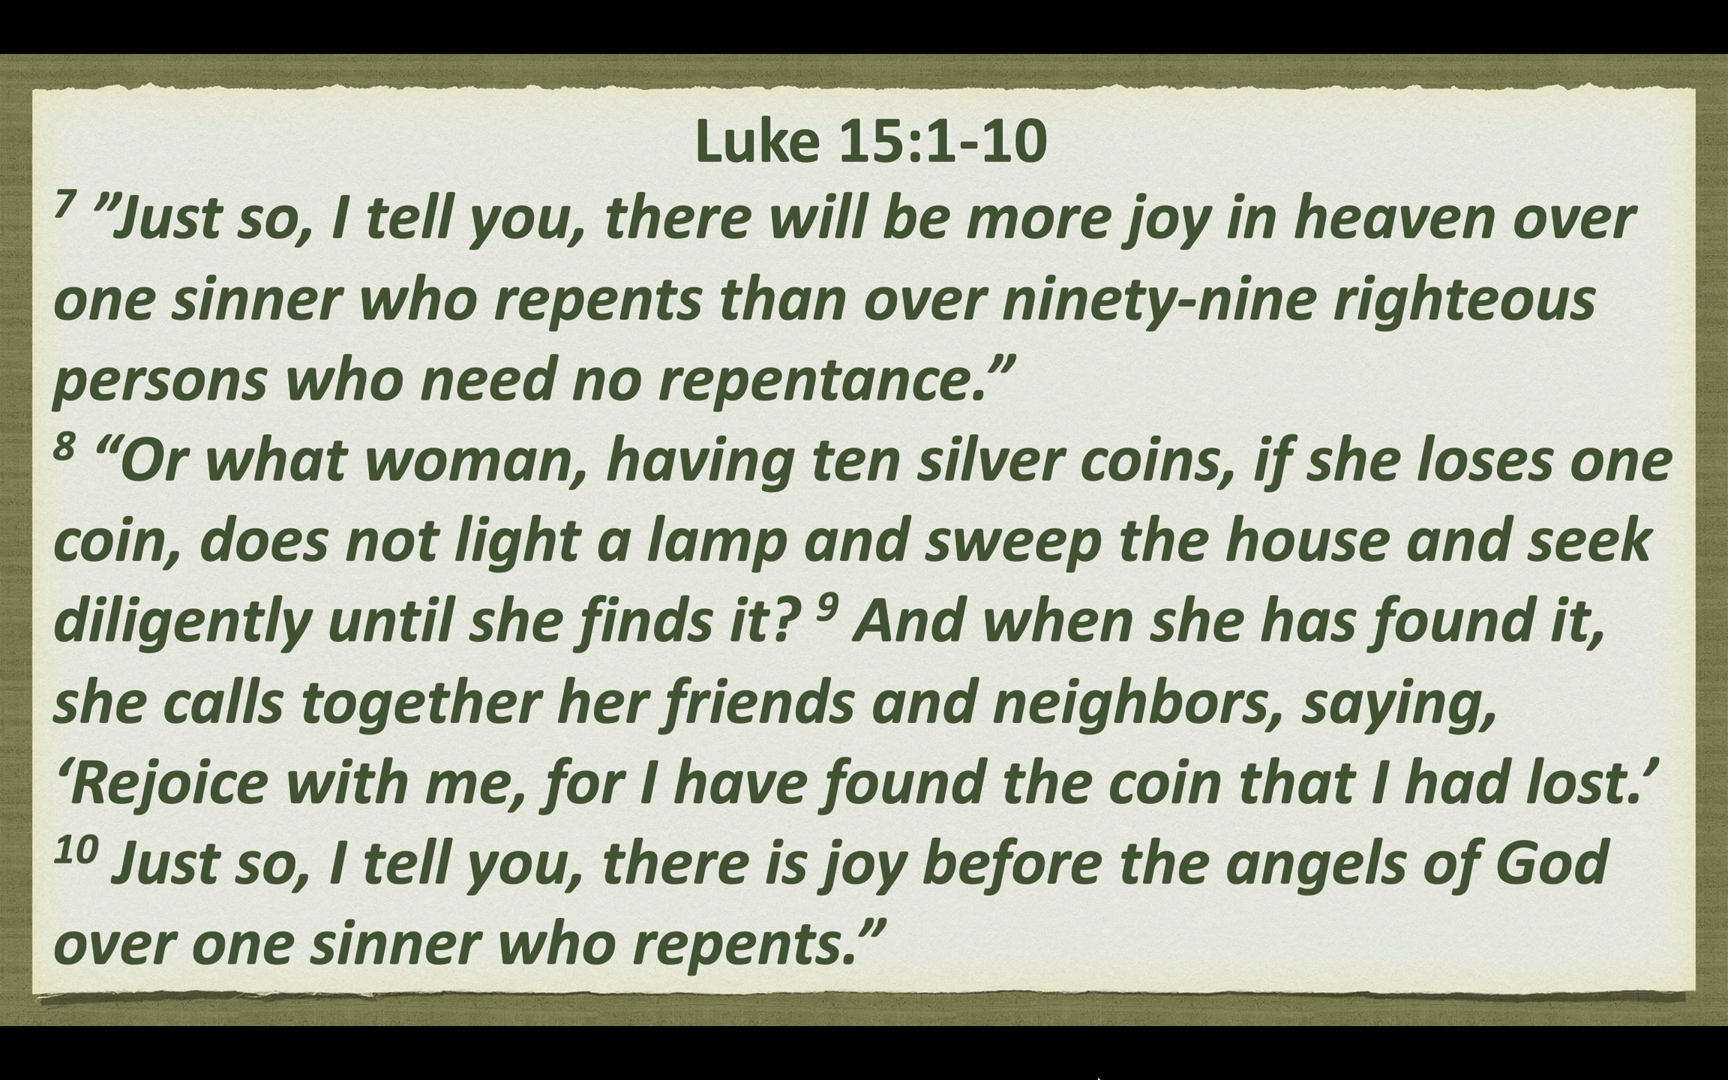 Luke 15:1-10
7 ”Just so, I tell you, there will be more joy in heaven over
one sinner who repents than over ninety-nine righteous
persons who need no repentance.”
8 “Or what woman, having ten silver coins, if she loses one
coin, does not light a lamp and sweep the house and seek
diligently until she finds it? 9 And when she has found it,
she calls together her friends and neighbors, saying,
‘Rejoice with me, for I have found the coin that I had lost.’
10 Just so, I tell you, there is joy before the angels of God
over one sinner who repents.”